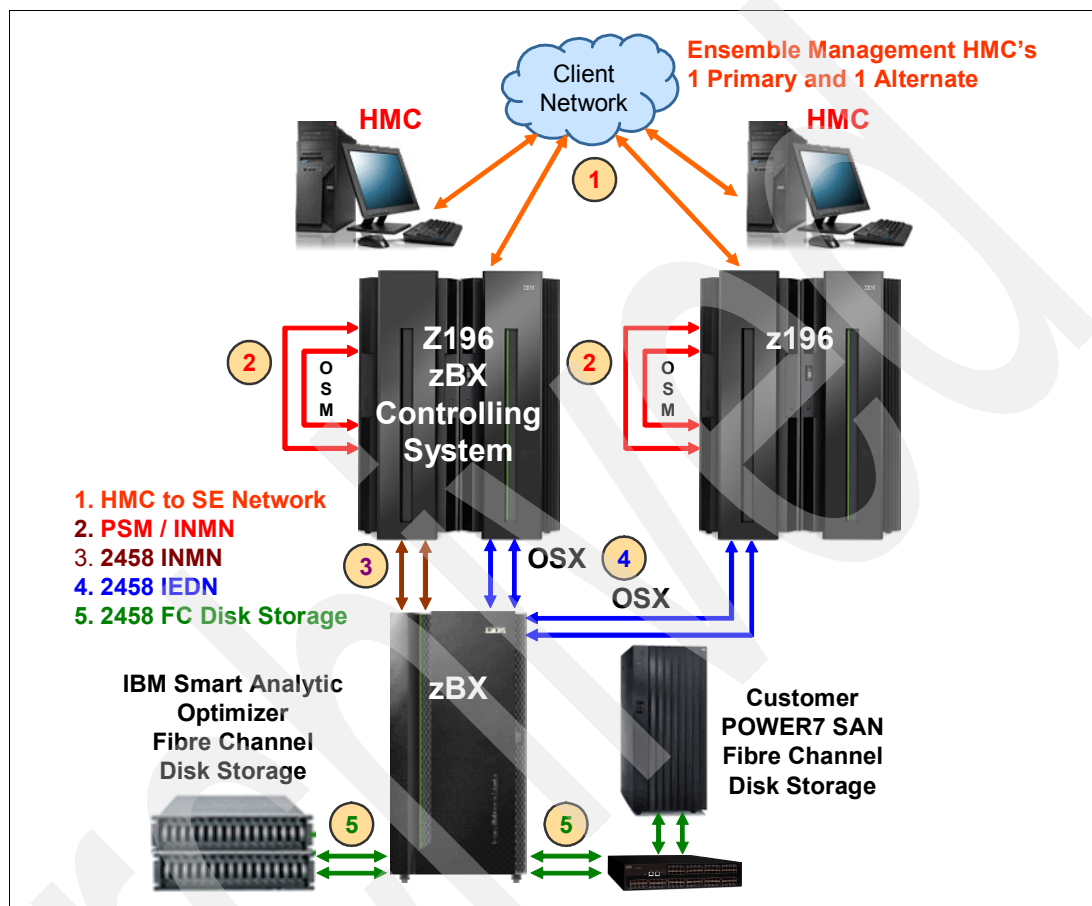 Ensemble Management HMC's
1 Primary and 1 Alternate
Client
Network
HMC
HMC
1
Z196
zBX
Controlling
System
z196
2
O
S
M
2
O
S
M
1. HMC to SE Network
2. PSM / INMN
3. 2458 INMN
4. 2458 IEDN
5. 2458 FC Disk Storage
3
OSX
4
OSX
IBM Smart Analytic
Optimizer
Fibre Channel
Disk Storage
zBX
Customer
POWER7 SAN
Fibre Channel
Disk Storage
5
5